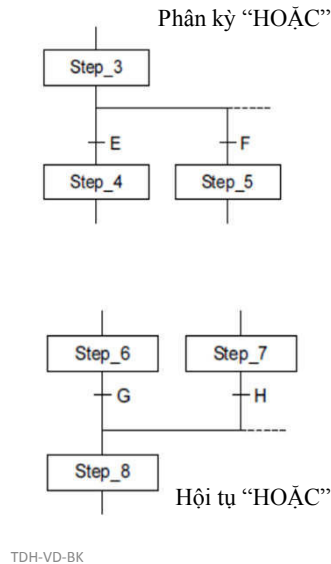 Phân kỳ “HOẶC”
Step_3
E
F
Step_4
Step_5
Step_6
Step_7
G
H
Step_8
Hội tụ “HOẶC”
TDH-VD-BK